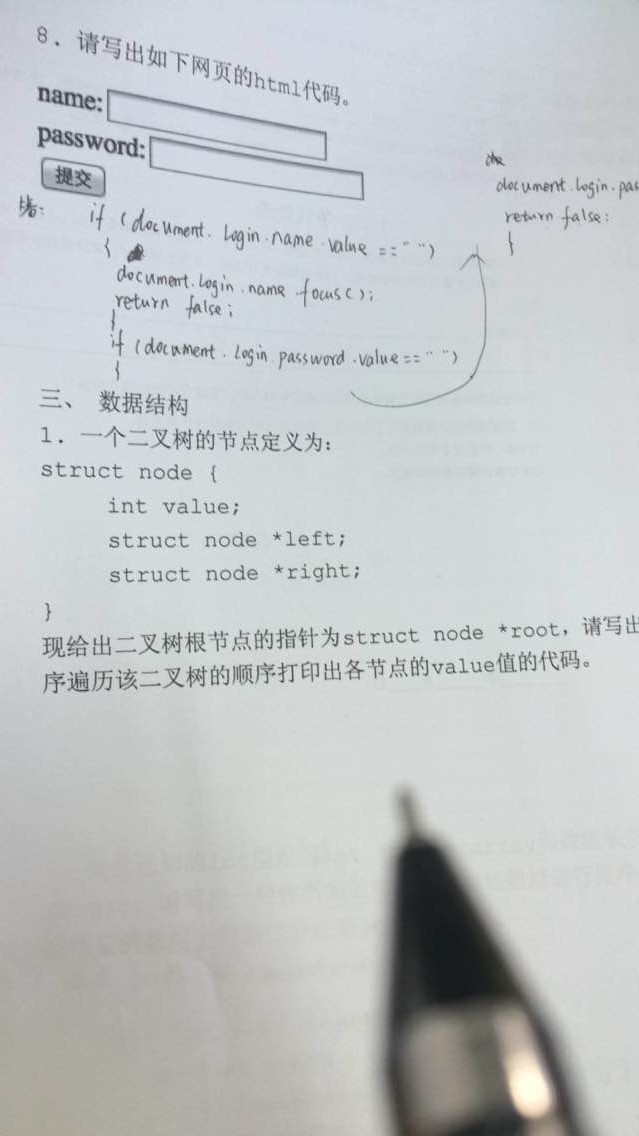 8．请写出如下网页的html代码。
name:
password:
提交
答：
if (document. Login.name .value == " ")
{
document.Login .name .focus( );
return false;
}
if (document . Login.password .value == " ")
{
document.login.pas
return false:
}
三、 数据结构
1．一个二叉树的节点定义为：
struct node {
int value;
struct node *left;
struct node *right;
}
现给出二叉树根节点的指针为struct node *root，请写出
序遍历该二叉树的顺序打印出各节点的value值的代码。